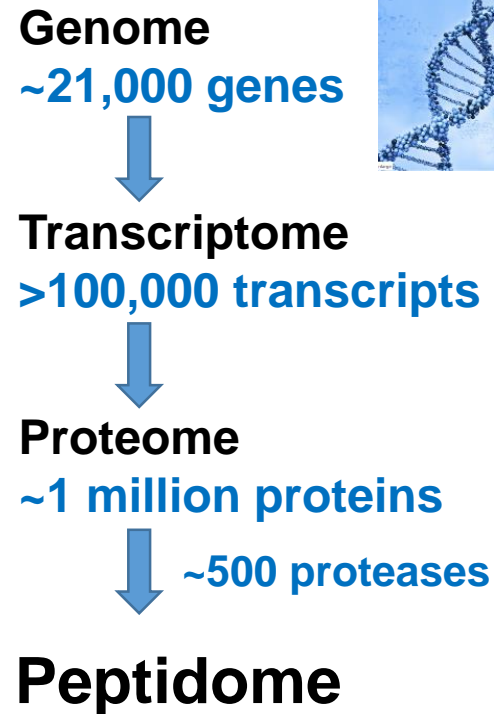 Genome
~21,000 genes
Transcriptome
>100,000 transcripts
Proteome
~1 million proteins
~500 proteases
Peptidome